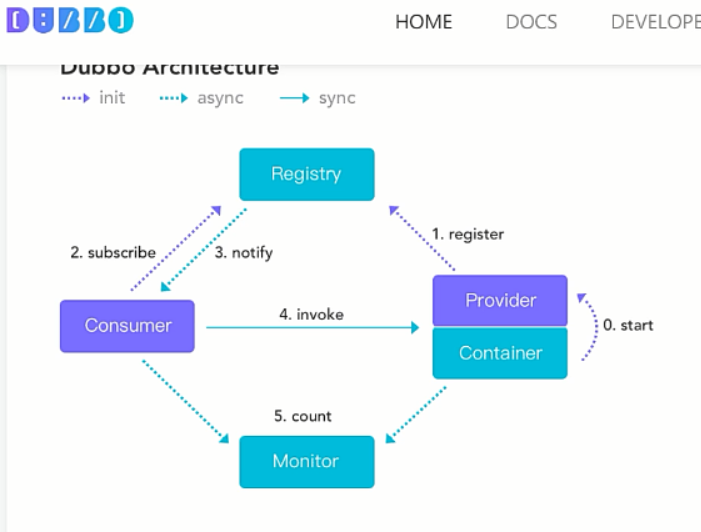 DUBBO
HOME DOCS DEVELOPE
Dubbo Architecture
init async sync
Registry
1. register
2. subscribe 3. notify
Provider
4. invoke
Consumer
0. start
Container
5. count
Monitor